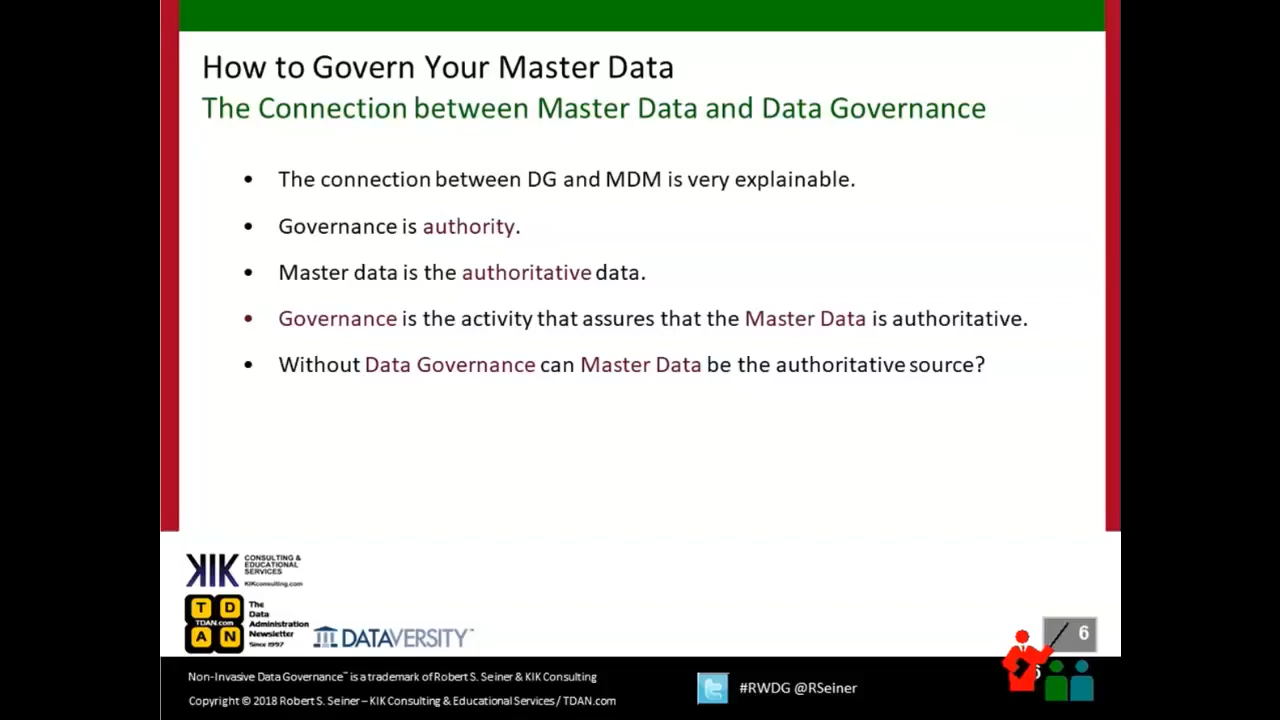 How to Govern Your Master Data
The Connection between Master Data and Data Governance
• The connection between DG and MDM is very explainable.
• Governance is authority.
• Master data is the authoritative data.
• Governance is the activity that assures that the Master Data is authoritative.
• Without Data Governance can Master Data be the authoritative source?
KIK
CONSULTING &
EDUCATIONAL
SERVICES
KIKconsulting.com
T D
TDAN.com
A N
The
Data
Administration
Newsletter
Since 1997
DATAVERSITY™
6
6
Non-Invasive Data Governance™ is a trademark of Robert S. Seiner & KIK Consulting
Copyright © 2018 Robert S. Seiner – KIK Consulting & Educational Services / TDAN.com
#RWDG @RSeiner